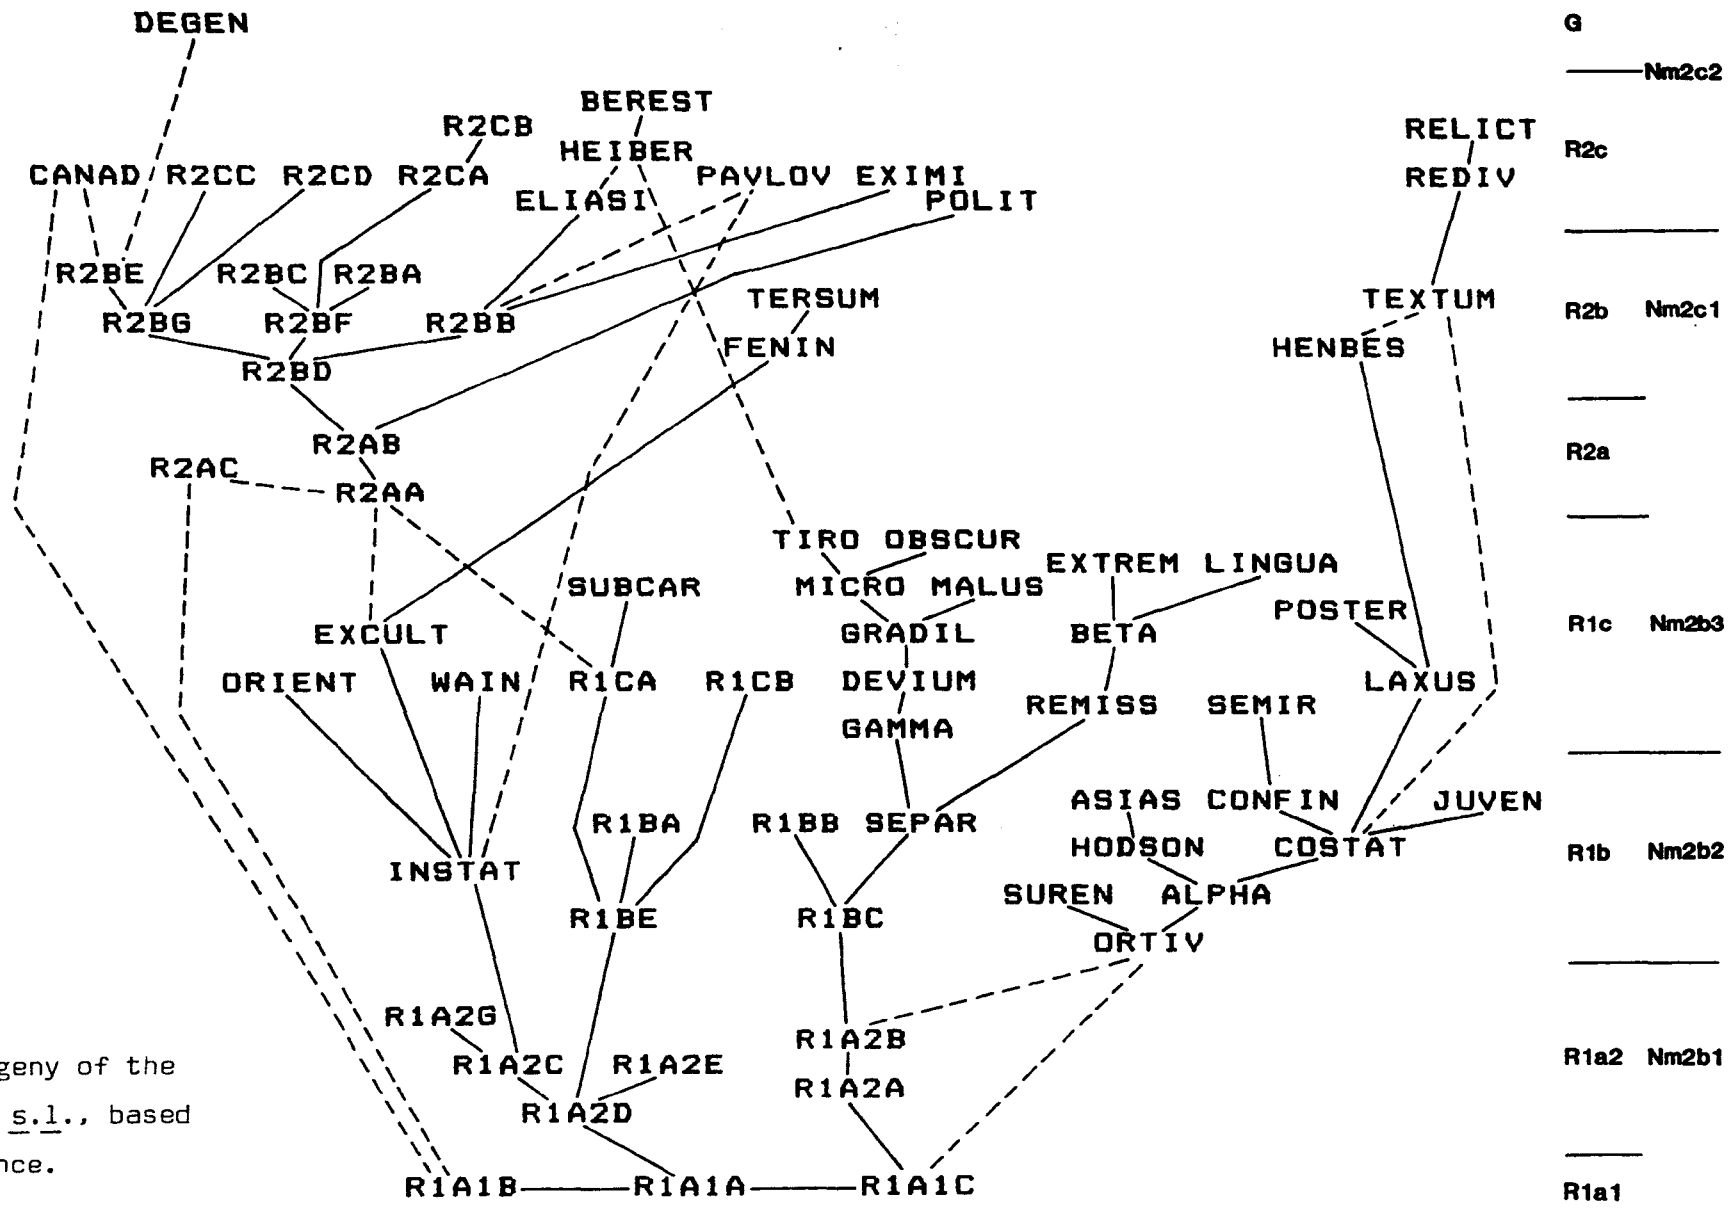 DEGEN G
Nm2c2
BEREST
R2CB RELICT
HEIBER R2c
CANAD R2CC R2CD R2CA PAVLOV EXIMI REDIV
ELIASI POLIT
R2BE R2BC R2BA
TERSUM TEXTUM
R2BG R2BF R2BB R2b Nm2c1
FENIN HENBES
R2BD
R2AB
R2AC R2a
R2AA
TIRO OBSCUR
EXTREM LINGUA
SUBCAR MICRO MALUS
POSTER
EXCULT GRADIL BETA R1c Nm2b3
ORIENT WAIN R1CA R1CB DEVIUM LAXUS
REMISS SEMIR
GAMMA
ASIAS CONFIN JUVEN
R1BA R1BB SEPAR
HODSON COSTAT R1b Nm2b2
INSTAT
SUREN ALPHA
R1BE R1BC
ORTIV
R1A2G
R1A2B
geny of the R1A2C R1A2E R1a2 Nm2b1
R1A2A
s.l., based R1A2D
nce.
R1A1B R1A1A R1A1C R1a1